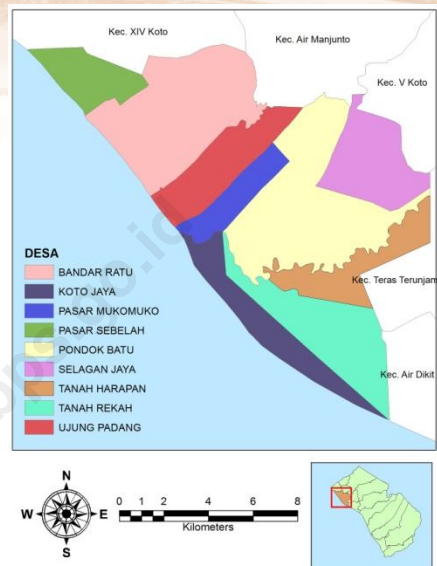 Kec. XIV Koto
Kec. Air Manjunto
Kec. V Koto
Kec. Teras Terunjam
Kec. Air Dikit
DESA
BANDAR RATU
KOTO JAYA
PASAR MUKOMUKO
PASAR SEBELAH
PONDOK BATU
SELAGAN JAYA
TANAH HARAPAN
TANAH REKAH
UJUNG PADANG
N
W E
S
0 1 2 4 6 8
Kilometers